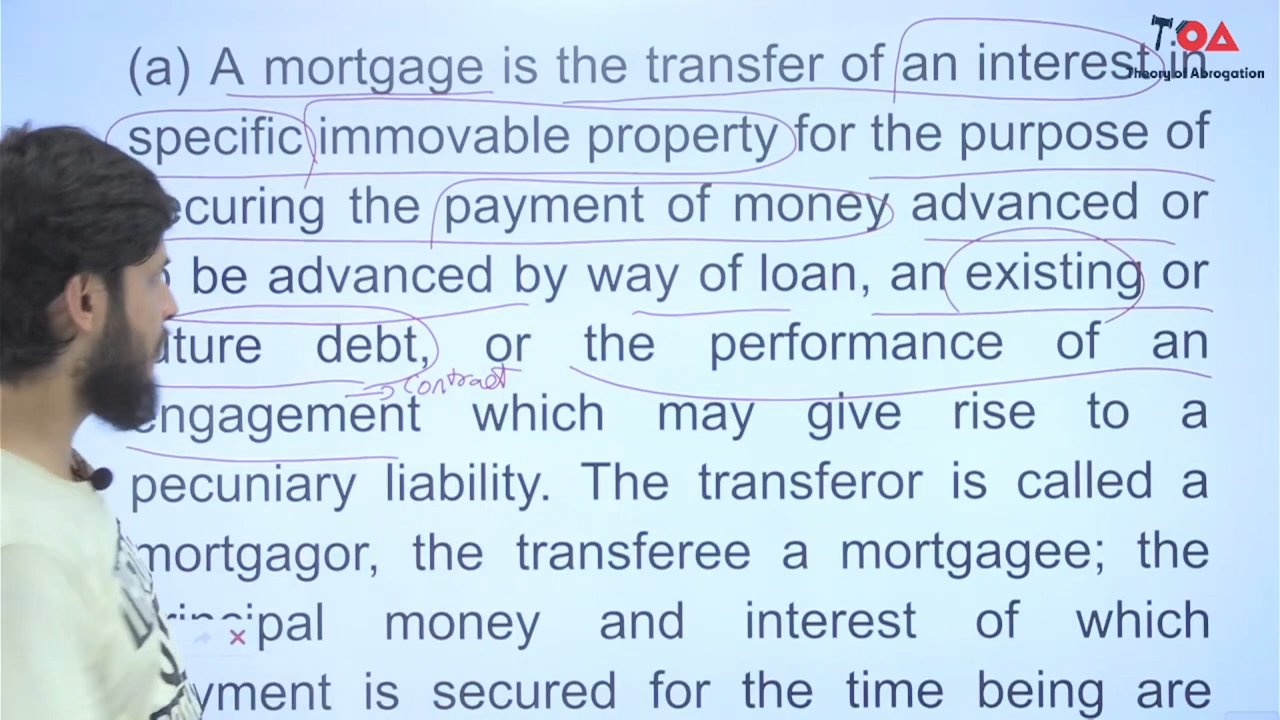 TOA
Theory of Abrogation
(a) A mortgage is the transfer of an interest in
specific immovable property for the purpose of
curing the payment of money advanced or
be advanced by way of loan, an existing or
ture debt, or the performance of an
contract
engagement which may give rise to a
pecuniary liability. The transferor is called a
mortgagor, the transferee a mortgagee; the
pal money and interest of which
yment is secured for the time being are